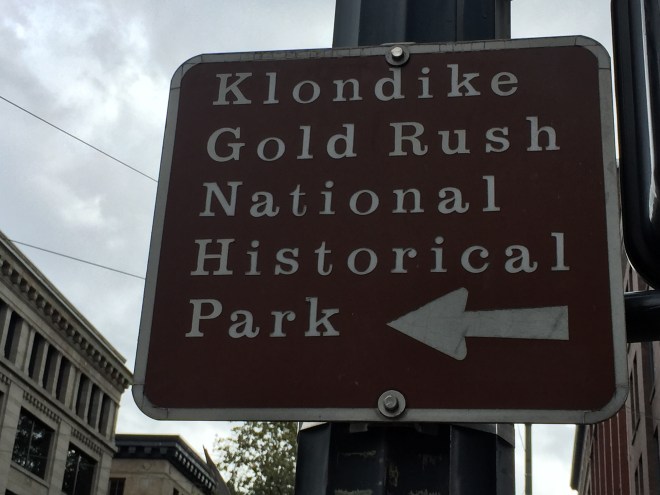 Klondike
Gold Rush
National
Historical
Park